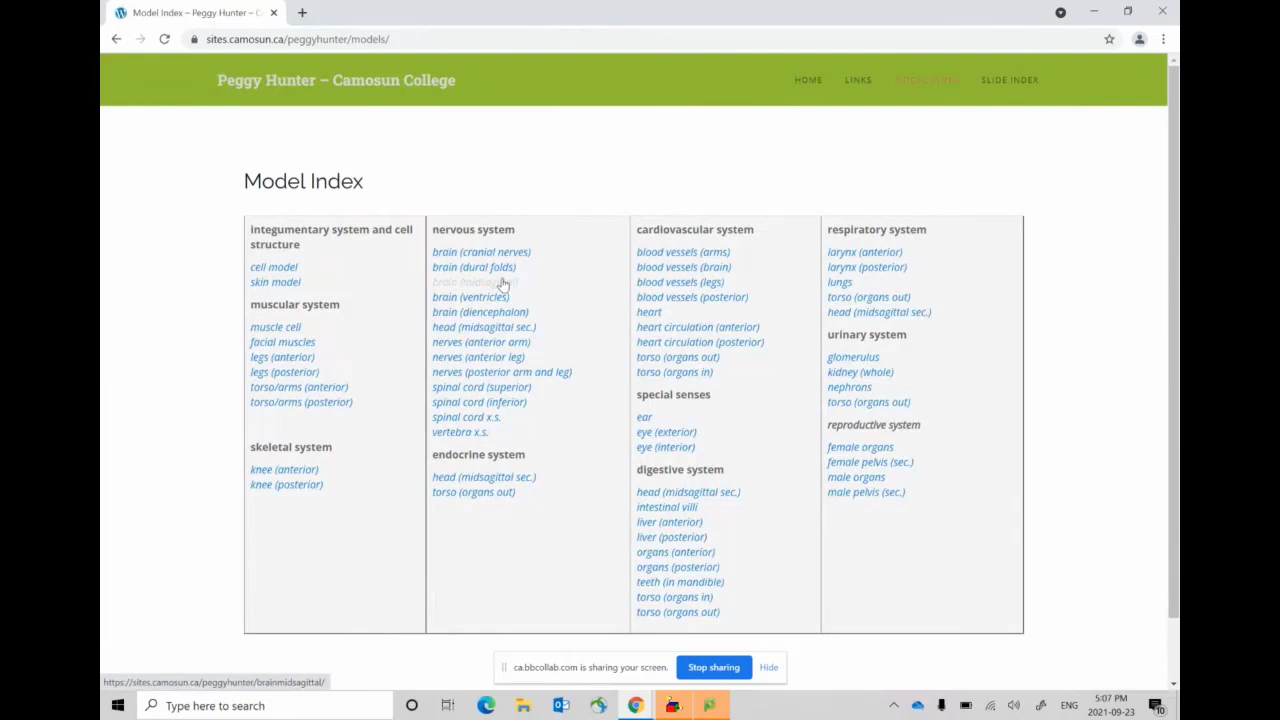 Model Index – Peggy Hunter – C
sites.camosun.ca/peggyhunter/models/
Peggy Hunter – Camosun College
HOME
LINKS
MODEL INDEX
SLIDE INDEX
Model Index
integumentary system and cell
structure
cell model
skin model
muscular system
muscle cell
facial muscles
legs (anterior)
legs (posterior)
torso/arms (anterior)
torso/arms (posterior)
skeletal system
knee (anterior)
knee (posterior)
nervous system
brain (cranial nerves)
brain (dural folds)
brain (midsagittal)
brain (ventricles)
brain (diencephalon)
head (midsagittal sec.)
nerves (anterior arm)
nerves (anterior leg)
nerves (posterior arm and leg)
spinal cord (superior)
spinal cord (inferior)
spinal cord x.s.
vertebra x.s.
endocrine system
head (midsagittal sec.)
torso (organs out)
cardiovascular system
blood vessels (arms)
blood vessels (brain)
blood vessels (legs)
blood vessels (posterior)
heart
heart circulation (anterior)
heart circulation (posterior)
torso (organs out)
torso (organs in)
special senses
ear
eye (exterior)
eye (interior)
digestive system
head (midsagittal sec.)
intestinal villi
liver (anterior)
liver (posterior)
organs (anterior)
organs (posterior)
teeth (in mandible)
torso (organs in)
torso (organs out)
respiratory system
larynx (anterior)
larynx (posterior)
lungs
torso (organs out)
head (midsagittal sec.)
urinary system
glomerulus
kidney (whole)
nephrons
torso (organs out)
reproductive system
female organs
female pelvis (sec.)
male organs
male pelvis (sec.)
ca.bbcollab.com is sharing your screen.
Stop sharing
Hide
https://sites.camosun.ca/peggyhunter/brainmidsagittal/
Type here to search
ENG
5:07 PM
2021-09-23
10